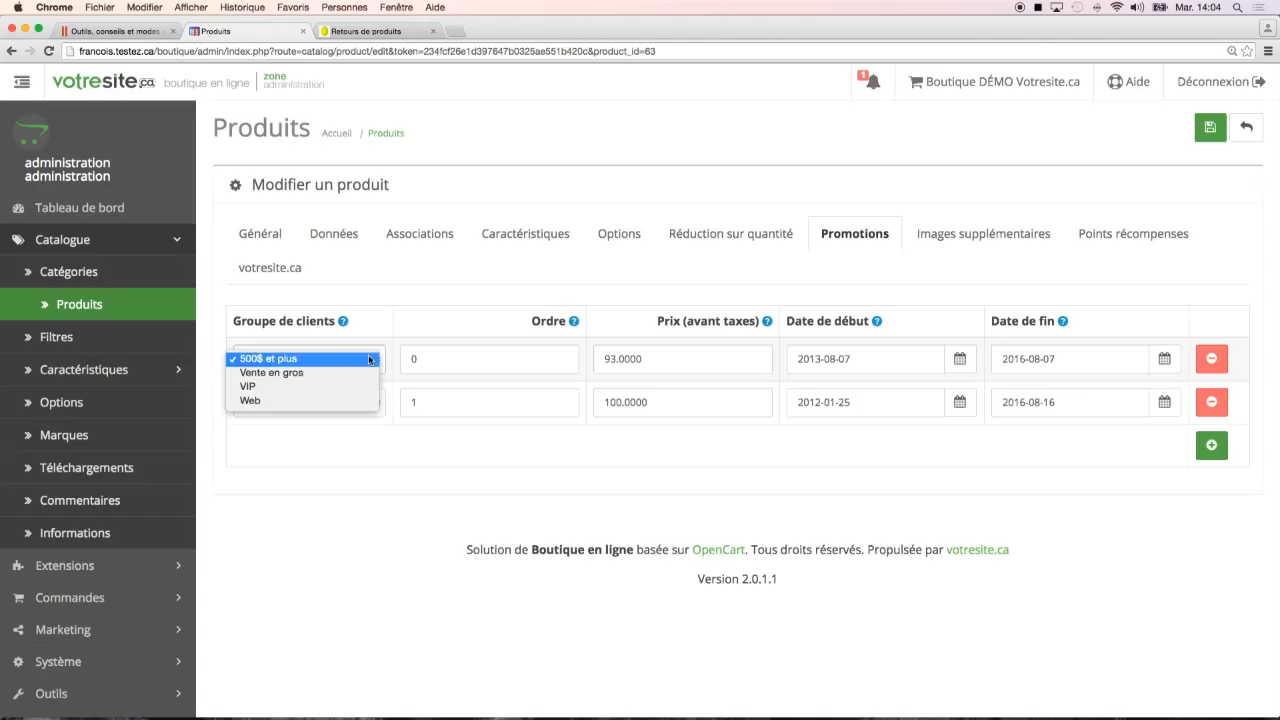 Chrome Fichier Modifier Afficher Historique Favoris Personnes Fenêtre Aide Mar. 14:04
Outils, conseils et modes Produits Retours de produits
francois.testez.ca/boutique/admin/index.php?route=catalog/product/edit&token=234fcf26e1d397647b0325ae551b420c&product_id=63
votresite.ca boutique en ligne zone administration 1 Boutique DÉMO Votresite.ca Aide Déconnexion
administration
administration
Tableau de bord
Catalogue
Catégories
Produits
Filtres
Caractéristiques
Options
Marques
Téléchargements
Commentaires
Informations
Extensions
Commandes
Marketing
Système
Outils
Produits Accueil / Produits
Modifier un produit
Général Données Associations Caractéristiques Options Réduction sur quantité Promotions Images supplémentaires Points récompenses
votresite.ca
Groupe de clients ? Ordre ? Prix (avant taxes) ? Date de début ? Date de fin ?
500$ et plus 0 93.0000 2013-08-07 2016-08-07
Vente en gros
VIP
Web 1 100.0000 2012-01-25 2016-08-16
Solution de Boutique en ligne basée sur OpenCart. Tous droits réservés. Propulsée par votresite.ca
Version 2.0.1.1